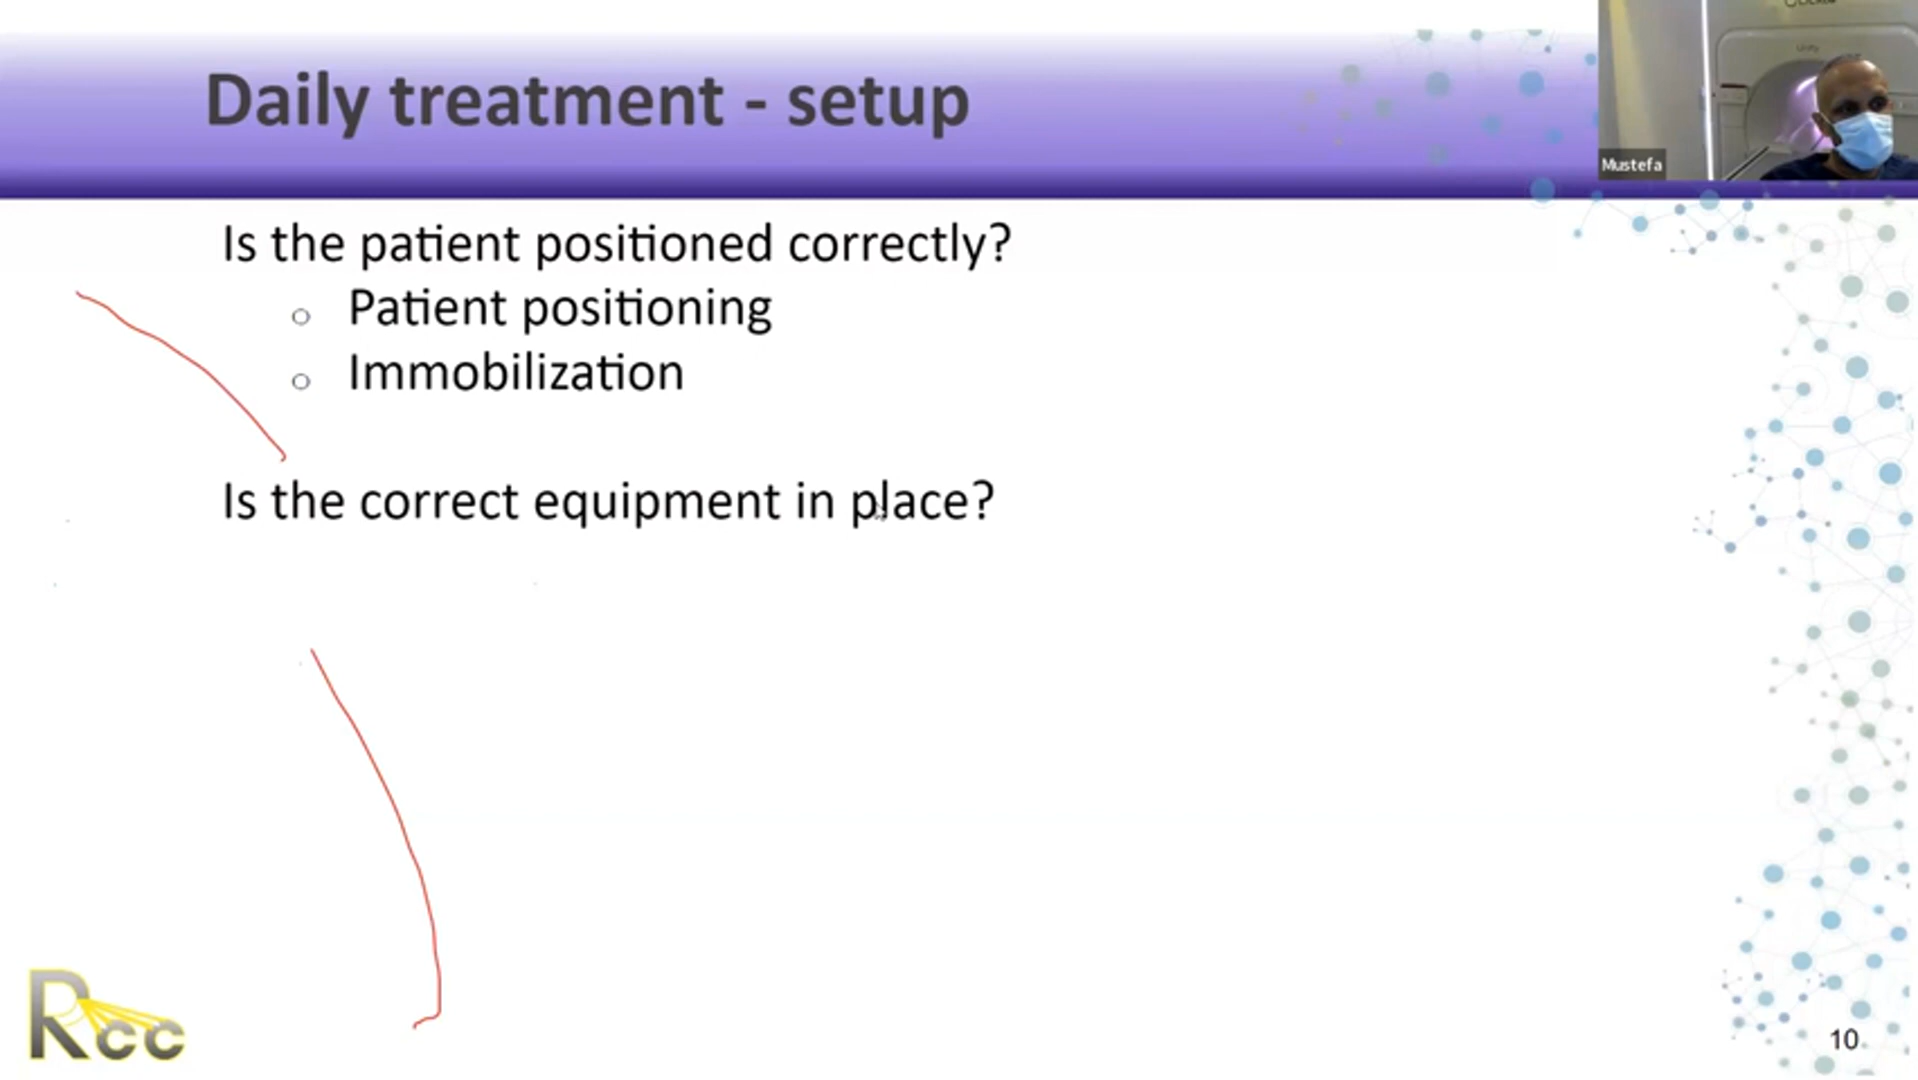 Daily treatment - setup
Mustefa
Unity
Is the patient positioned correctly?
Patient positioning
Immobilization
Is the correct equipment in place?
Rcc
10